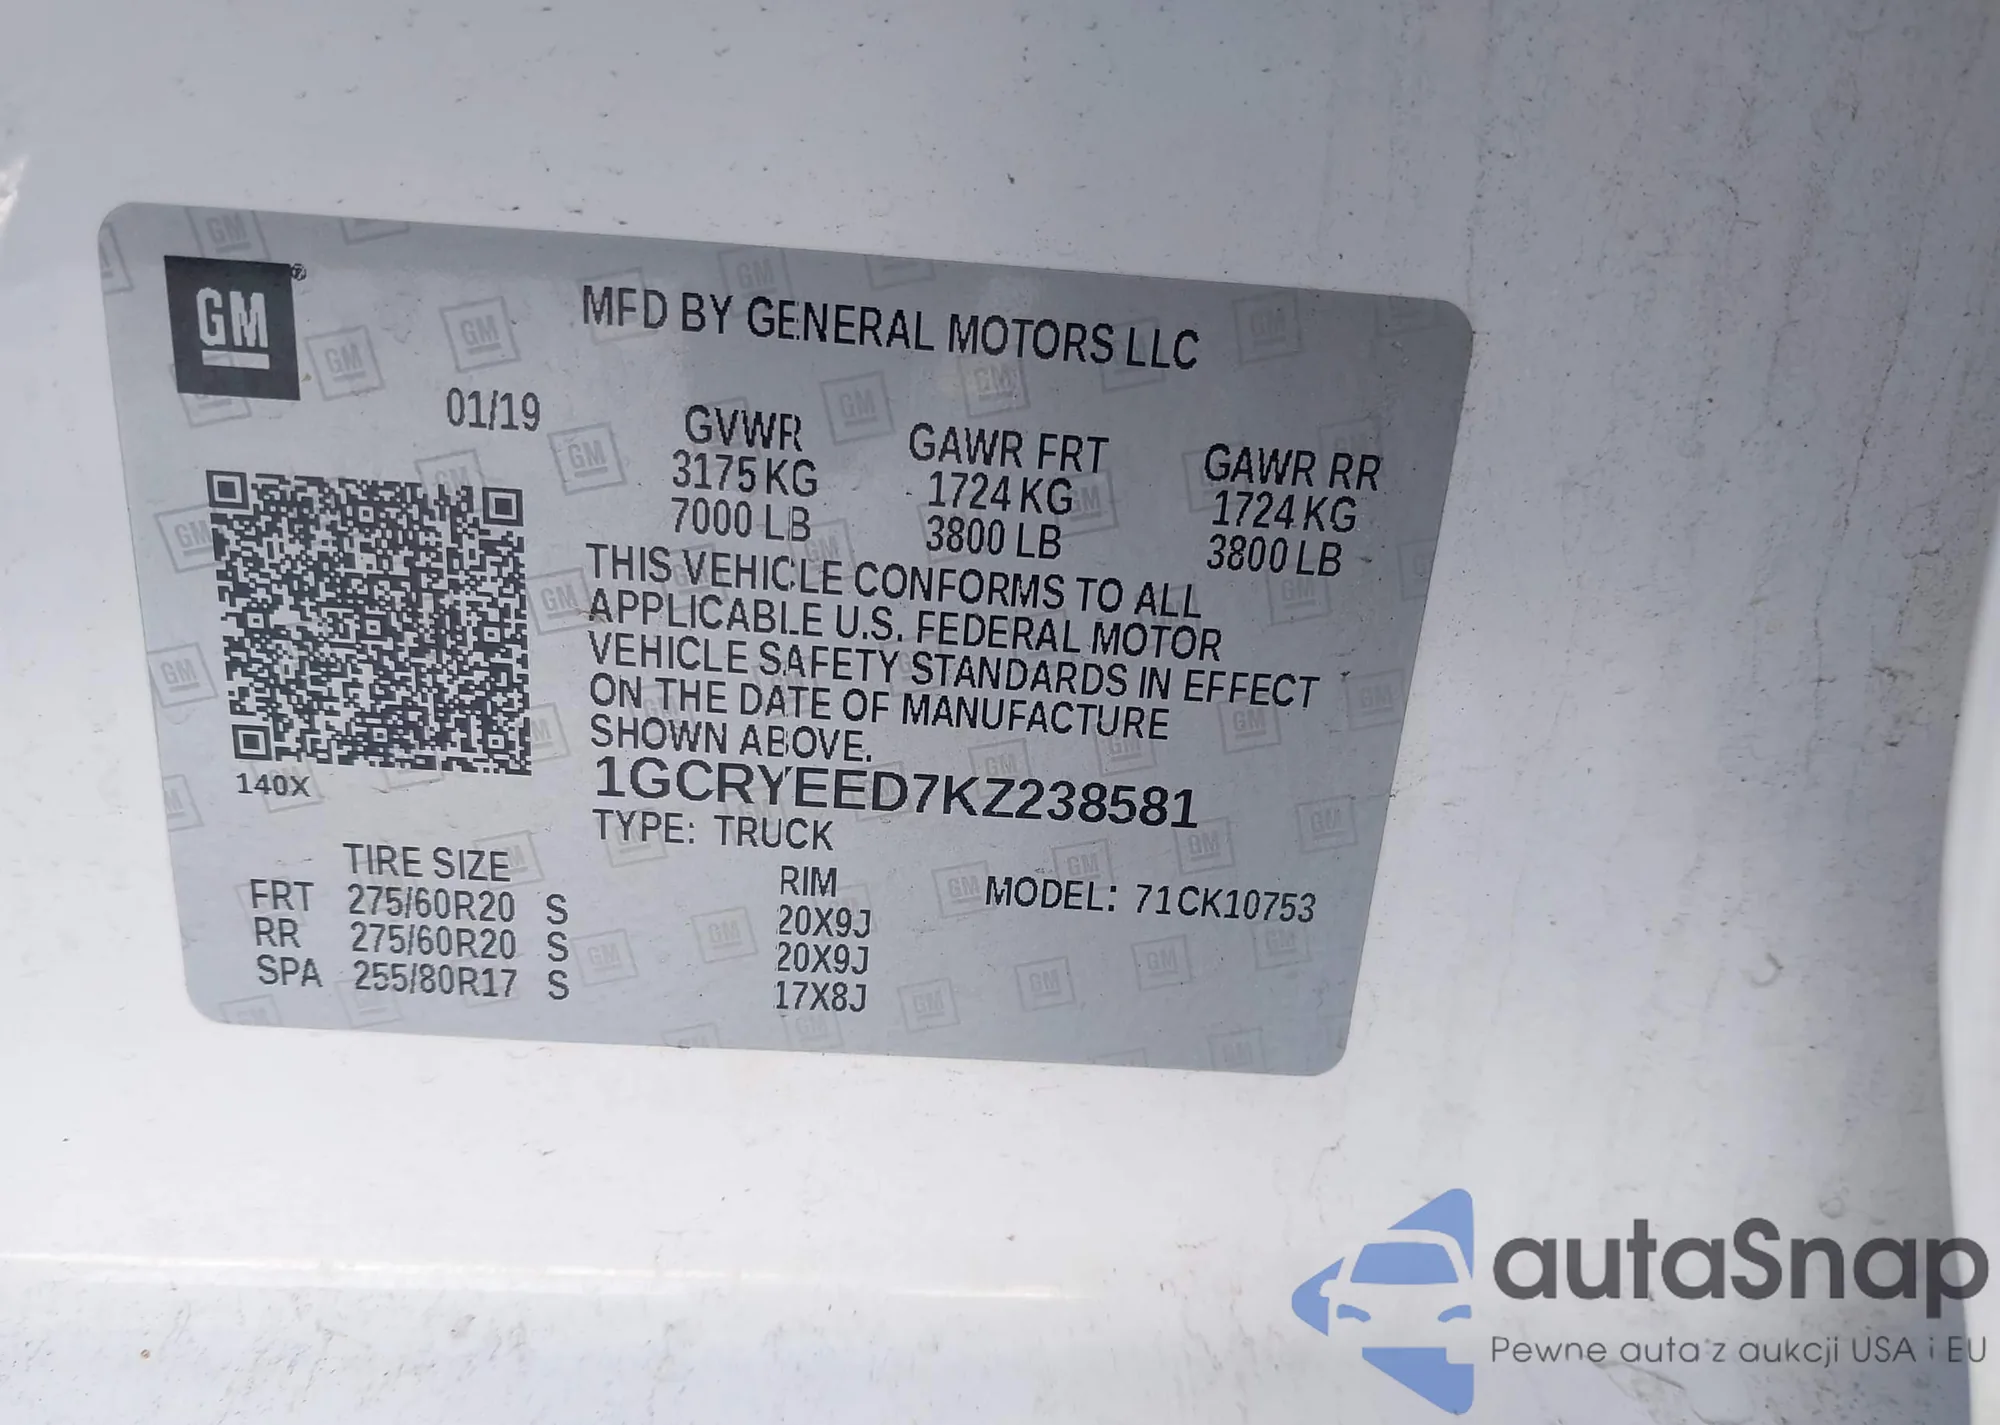 GM®
MFD BY GENERAL MOTORS LLC
01/19
GVWR
3175 KG
7000 LB
GAWR FRT
1724 KG
3800 LB
GAWR RR
1724 KG
3800 LB
THIS VEHICLE CONFORMS TO ALL
APPLICABLE U.S. FEDERAL MOTOR
VEHICLE SAFETY STANDARDS IN EFFECT
ON THE DATE OF MANUFACTURE
SHOWN ABOVE.
1GCRYEED7KZ238581
TYPE: TRUCK
140X
TIRE SIZE
RIM
MODEL: 71CK10753
FRT 275/60R20 S 20X9J
RR 275/60R20 S 20X9J
SPA 255/80R17 S 17X8J
autaSnap
Pewne auta z aukcji USA i EU